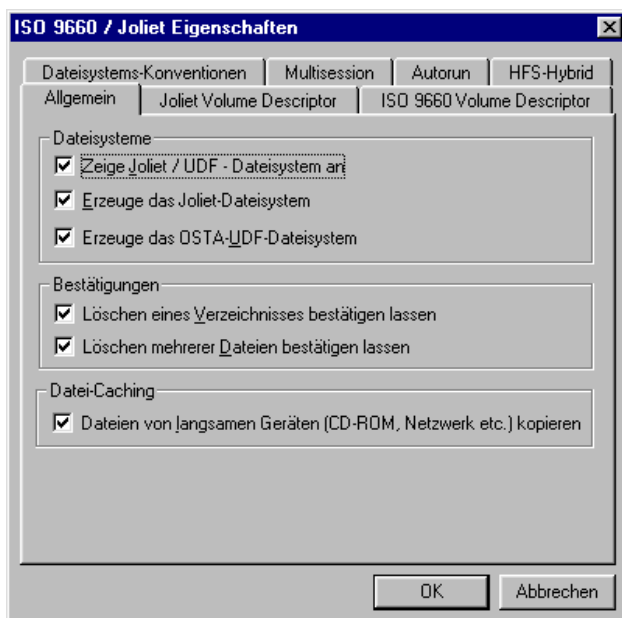 ISO 9660 / Joliet Eigenschaften
Dateisystems-Konventionen Multisession Autorun HFS-Hybrid
Allgemein Joliet Volume Descriptor ISO 9660 Volume Descriptor
Dateisysteme
Zeige Joliet / UDF - Dateisystem an
Erzeuge das Joliet-Dateisystem
Erzeuge das OSTA-UDF-Dateisystem
Bestätigungen
Löschen eines Verzeichnisses bestätigen lassen
Löschen mehrerer Dateien bestätigen lassen
Datei-Caching
Dateien von langsamen Geräten (CD-ROM, Netzwerk etc.) kopieren
OK Abbrechen